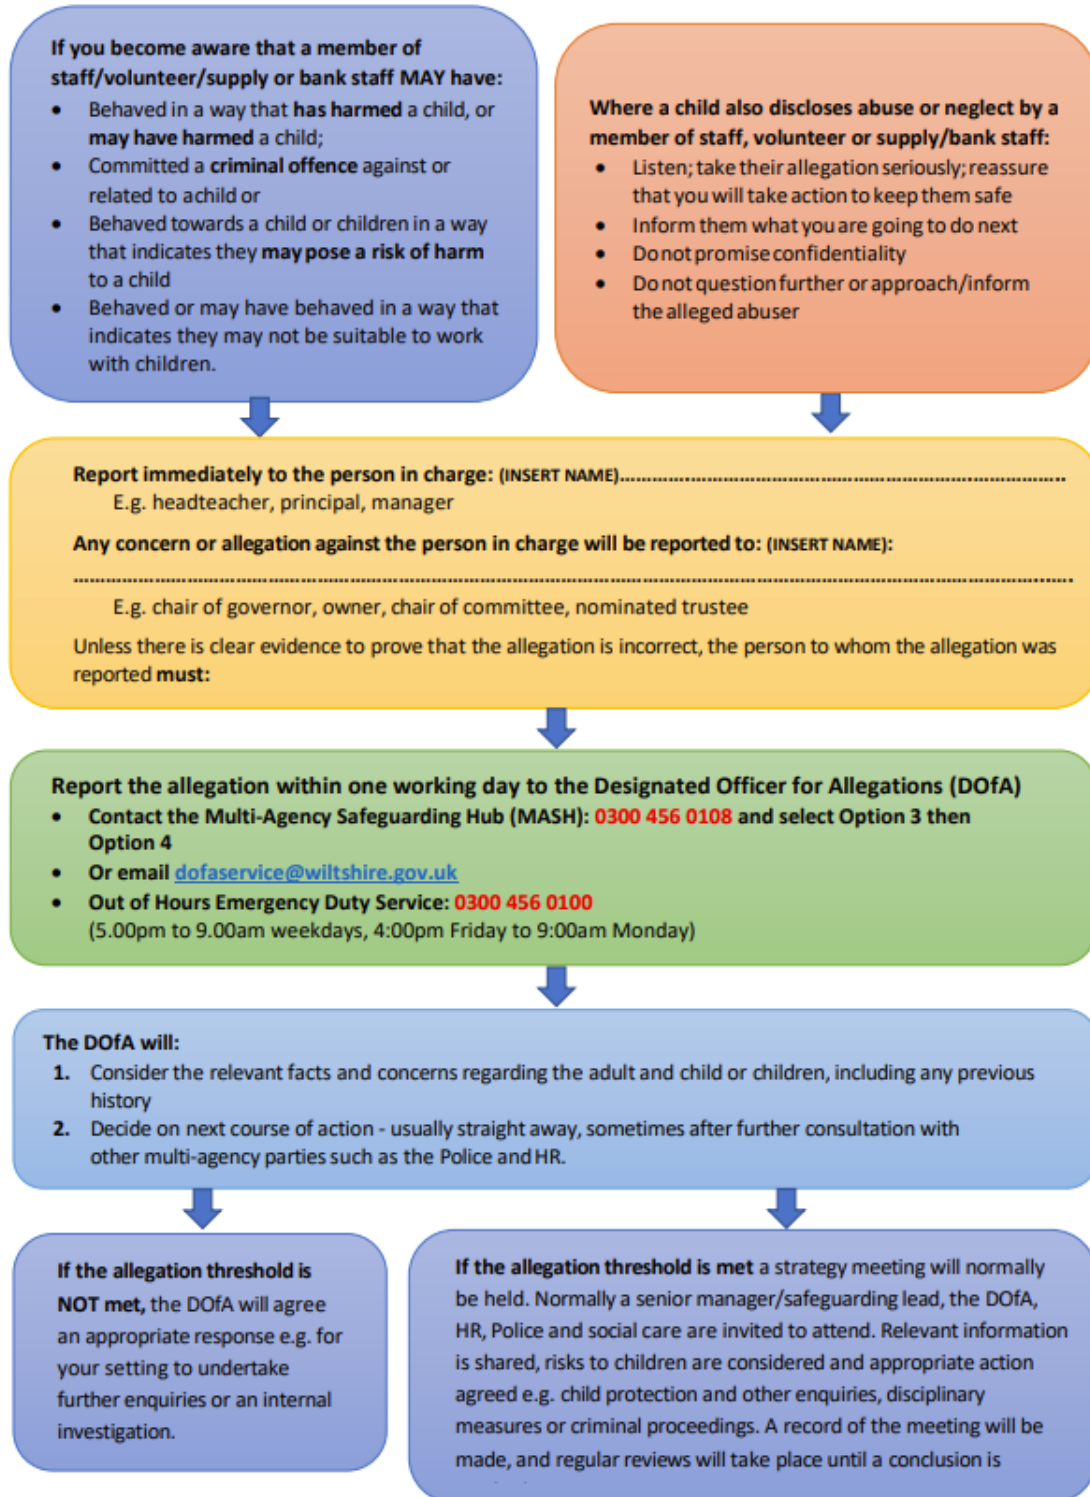 If you become aware that a member of
staff/volunteer/supply or bank staff MAY have:
• Behaved in a way that has harmed a child, or
may have harmed a child;
• Committed a criminal offence against or
related to achild or
• Behaved towards a child or children in a way
that indicates they may pose a risk of harm
to a child
• Behaved or may have behaved in a way that
indicates they may not be suitable to work
with children.
Where a child also discloses abuse or neglect by a
member of staff, volunteer or supply/bank staff:
• Listen; take their allegation seriously; reassure
that you will take action to keep them safe
• Inform them what you are going to do next
• Do not promise confidentiality
• Do not question further or approach/inform
the alleged abuser
Report immediately to the person in charge: (INSERT NAME)……………………………………………………………………..
E.g. headteacher, principal, manager
Any concern or allegation against the person in charge will be reported to: (INSERT NAME):
……………………………………………………………………………………………………………………………………………………………
E.g. chair of governor, owner, chair of committee, nominated trustee
Unless there is clear evidence to prove that the allegation is incorrect, the person to whom the allegation was
reported must:
Report the allegation within one working day to the Designated Officer for Allegations (DOfA)
• Contact the Multi-Agency Safeguarding Hub (MASH): 0300 456 0108 and select Option 3 then
Option 4
• Or email dofaservice@wiltshire.gov.uk
• Out of Hours Emergency Duty Service: 0300 456 0100
(5.00pm to 9.00am weekdays, 4:00pm Friday to 9:00am Monday)
The DOfA will:
1. Consider the relevant facts and concerns regarding the adult and child or children, including any previous
history
2. Decide on next course of action - usually straight away, sometimes after further consultation with
other multi-agency parties such as the Police and HR.
If the allegation threshold is
NOT met, the DOfA will agree
an appropriate response e.g. for
your setting to undertake
further enquiries or an internal
investigation.
If the allegation threshold is met a strategy meeting will normally
be held. Normally a senior manager/safeguarding lead, the DOfA,
HR, Police and social care are invited to attend. Relevant information
is shared, risks to children are considered and appropriate action
agreed e.g. child protection and other enquiries, disciplinary
measures or criminal proceedings. A record of the meeting will be
made, and regular reviews will take place until a conclusion is